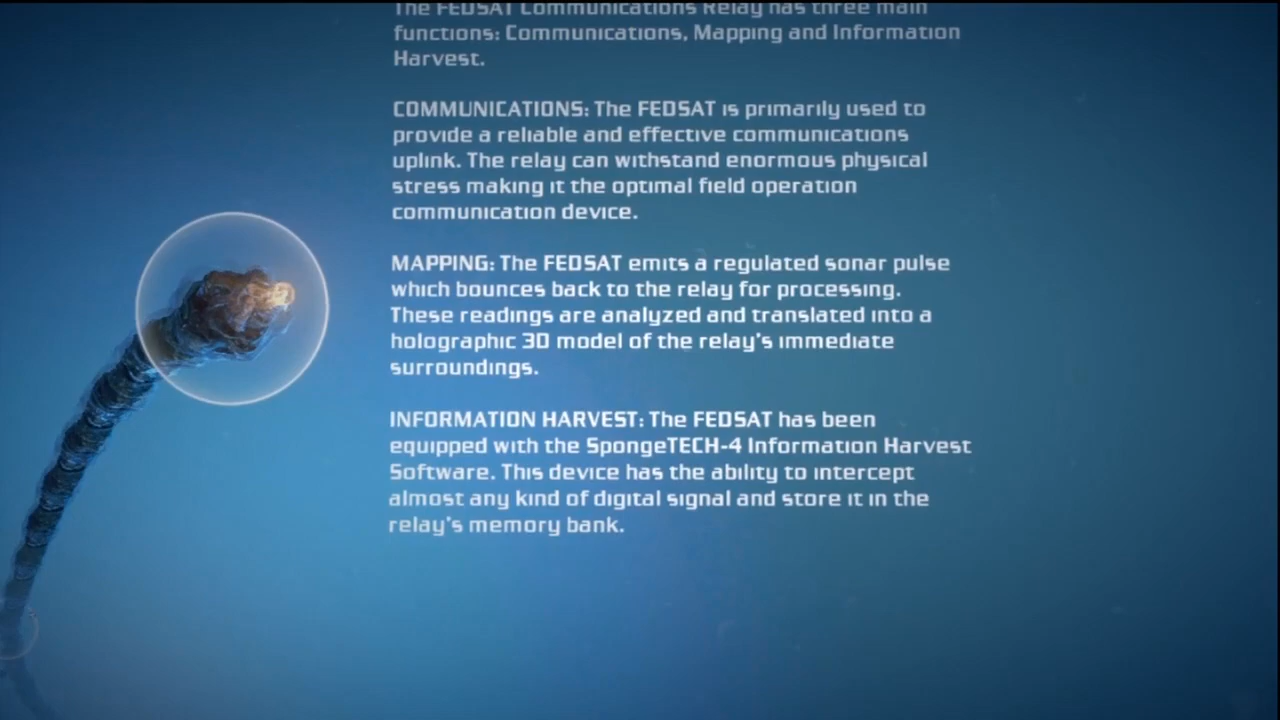 The FEDSAT Communications Relay has three main
functions: Communications, Mapping and Information
Harvest.
COMMUNICATIONS: The FEDSAT is primarily used to
provide a reliable and effective communications
uplink. The relay can withstand enormous physical
stress making it the optimal field operation
communication device.
MAPPING: The FEDSAT emits a regulated sonar pulse
which bounces back to the relay for processing.
These readings are analyzed and translated into a
holographic 3D model of the relay's immediate
surroundings.
INFORMATION HARVEST: The FEDSAT has been
equipped with the SpongeTECH-4 Information Harvest
Software. This device has the ability to intercept
almost any kind of digital signal and store it in the
relay's memory bank.